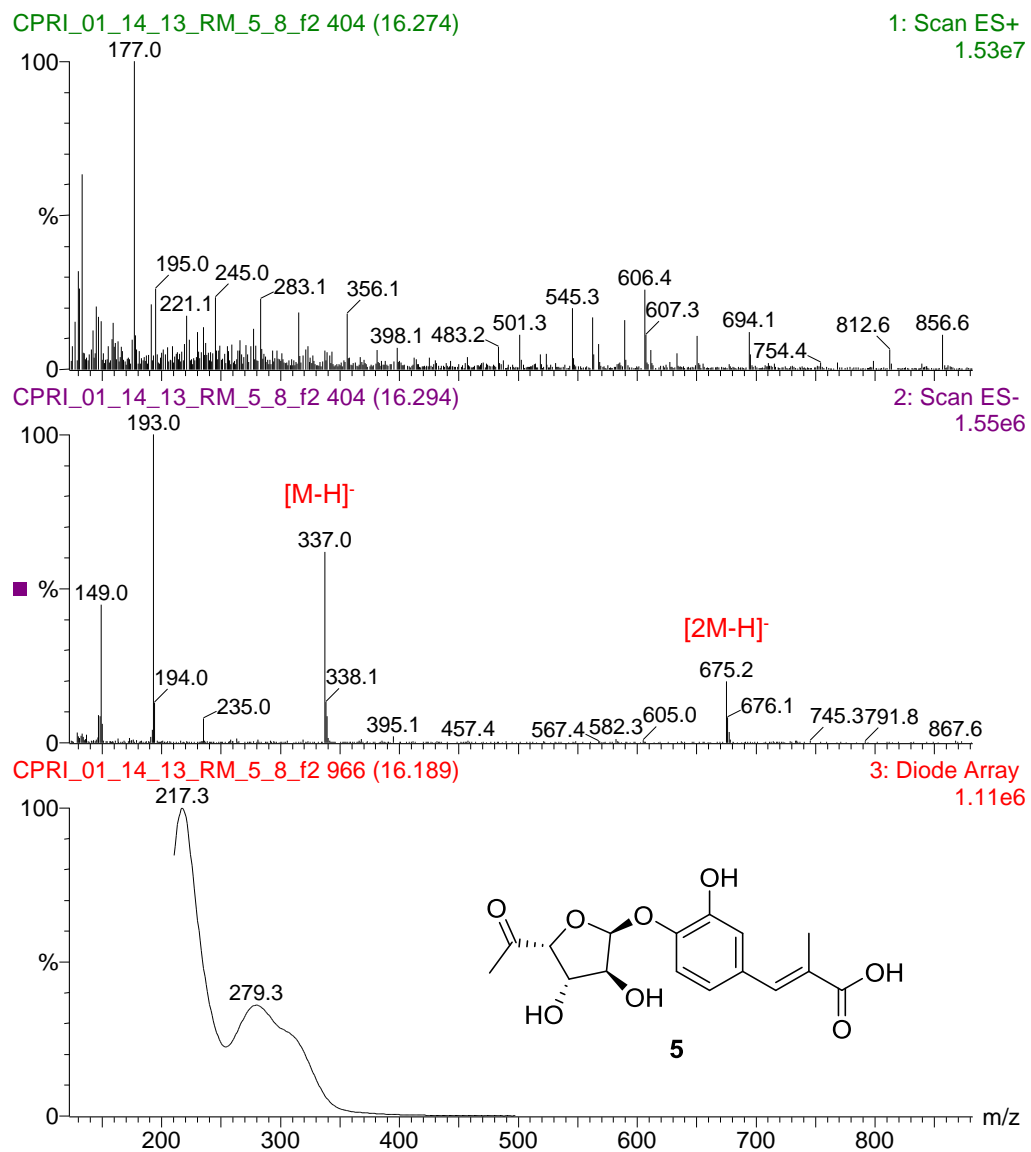 CPRI_01_14_13_RM_5_8_f2 404 (16.274)
1: Scan ES+
1.53e7
100
%
0
177.0
195.0
221.1
245.0
283.1
356.1
398.1
483.2
501.3
545.3
606.4
607.3
694.1
754.4
812.6
856.6
CPRI_01_14_13_RM_5_8_f2 404 (16.294)
2: Scan ES-
1.55e6
100
%
0
193.0
[M-H]-
337.0
149.0
[2M-H]-
675.2
194.0
235.0
338.1
395.1
457.4
567.4
582.3
605.0
676.1
745.3
791.8
867.6
CPRI_01_14_13_RM_5_8_f2 966 (16.189)
3: Diode Array
1.11e6
100
%
0
217.3
279.3
OH
O
O
O
HO
OH
OH
O
5
m/z
200 300 400 500 600 700 800